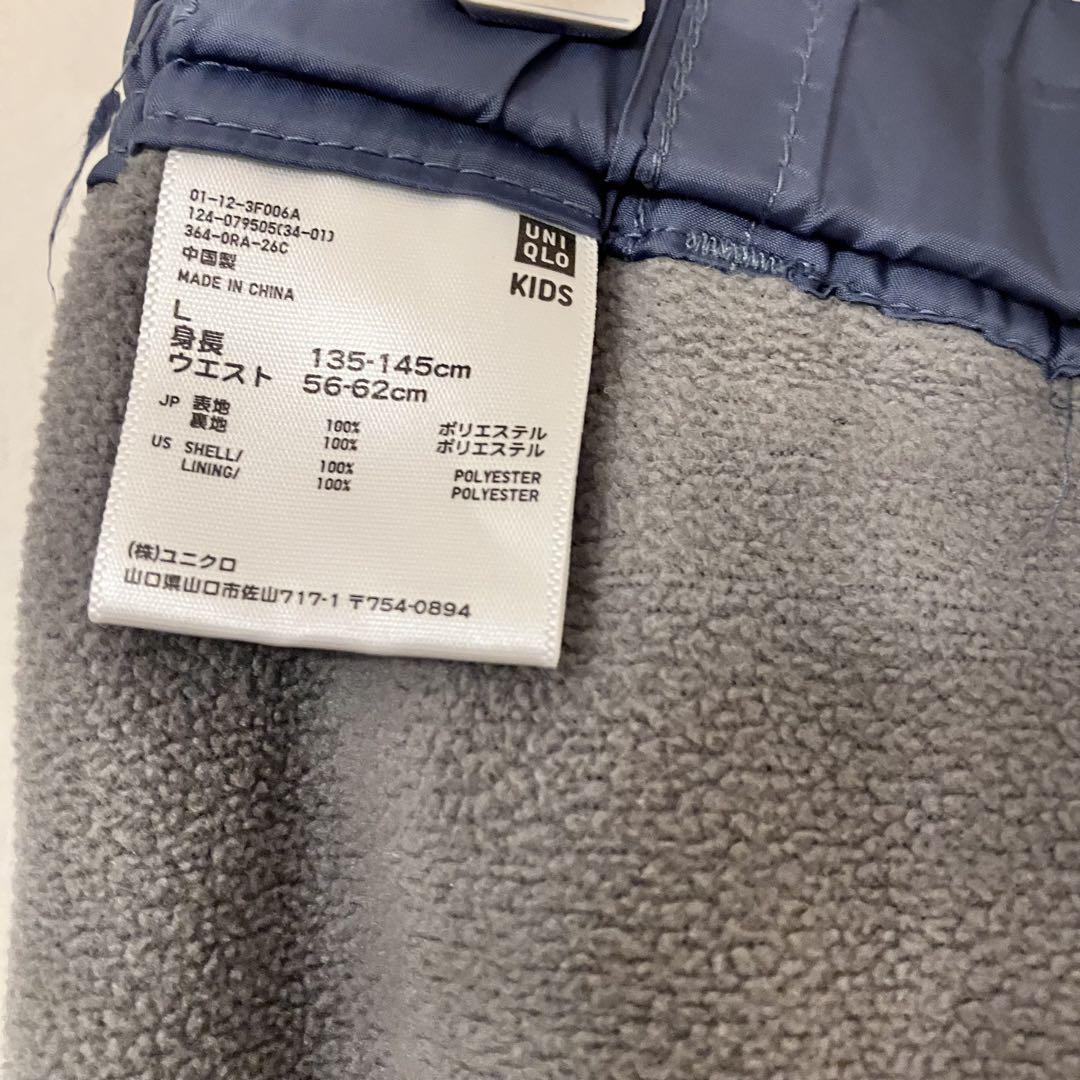 01-12-3F006A
124-079505(34-01)
364-0RA-26C
中国製
MADE IN CHINA
UNI
QLO
KIDS
L
身長 135-145cm
ウエスト 56-62cm
JP 表地 100% ポリエステル
裏地 100% ポリエステル
US SHELL/ 100% POLYESTER
LINING/ 100% POLYESTER
(株)ユニクロ
山口県山口市佐山717-1 〒754-0894